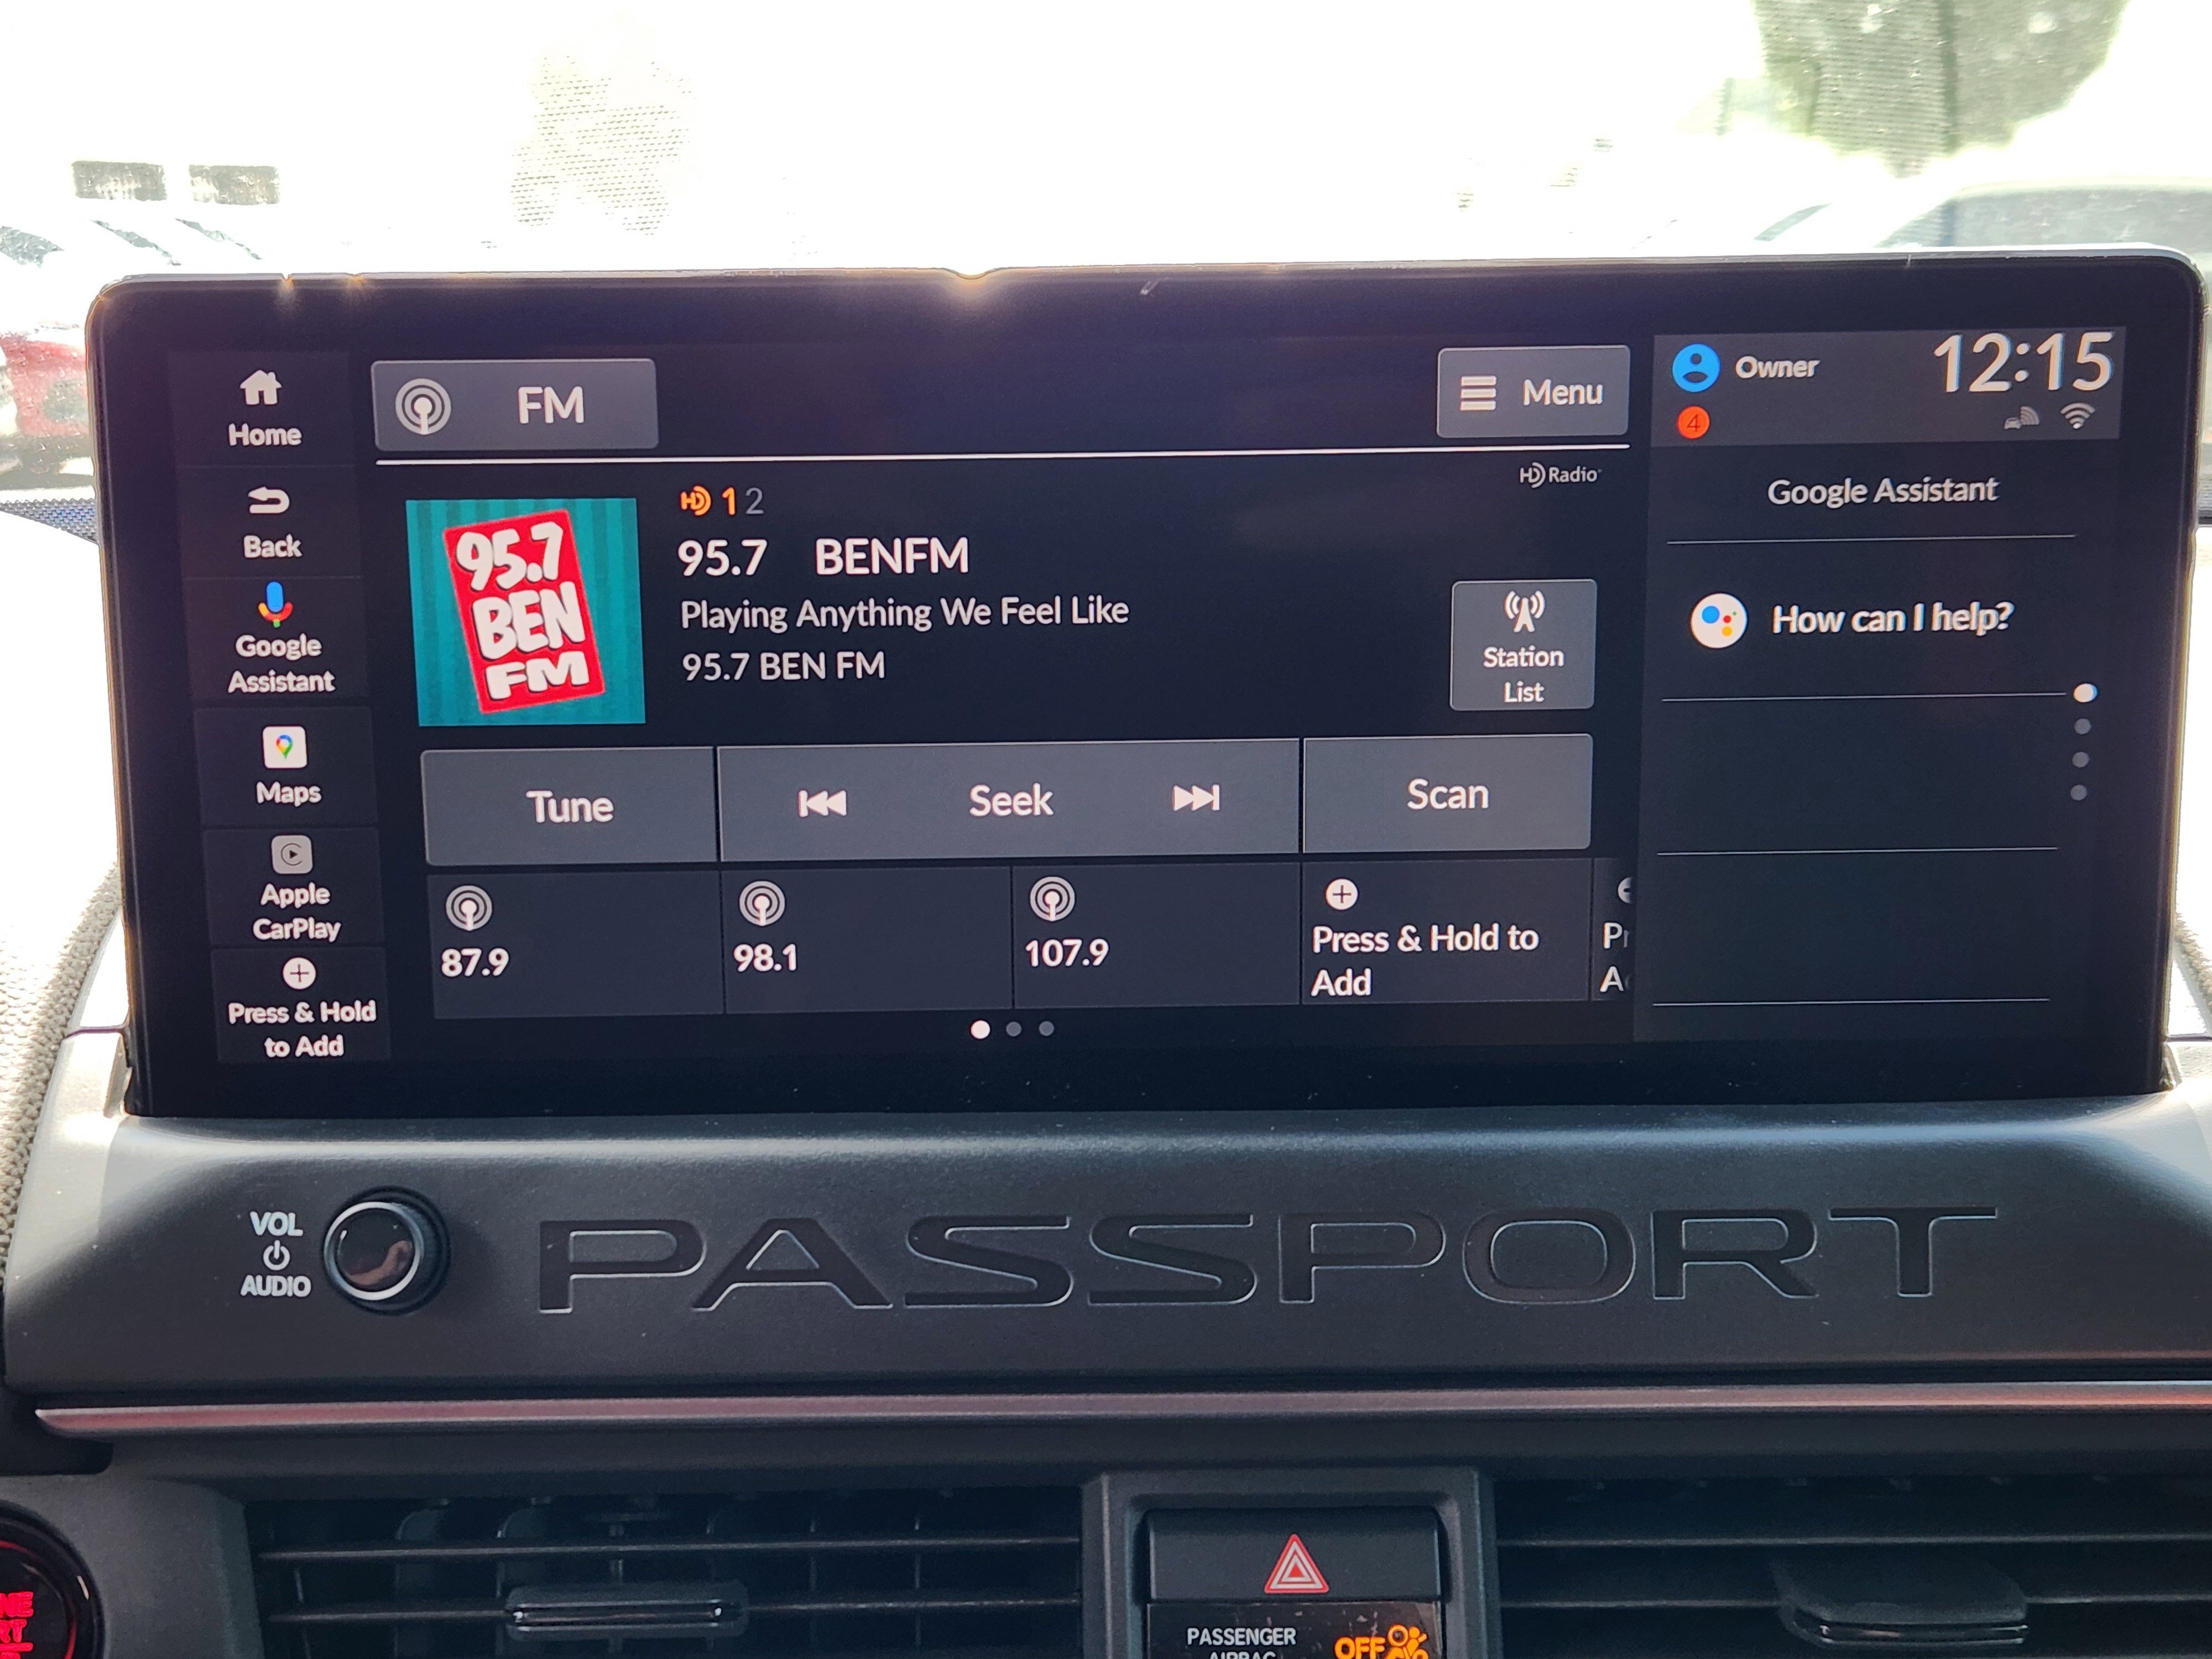 Home
Back
Google
Assistant
Maps
Apple
CarPlay
Press & Hold
to Add
FM
Menu
HD Radio
95.7
BEN
FM
HD 1 2
95.7 BENFM
Playing Anything We Feel Like
95.7 BEN FM
Station
List
Tune
Seek
Scan
87.9
98.1
107.9
Press & Hold to
Add
Owner
12:15
4
Google Assistant
How can I help?
VOL
AUDIO
PASSPORT
PASSENGER
AIRBAG
OFF